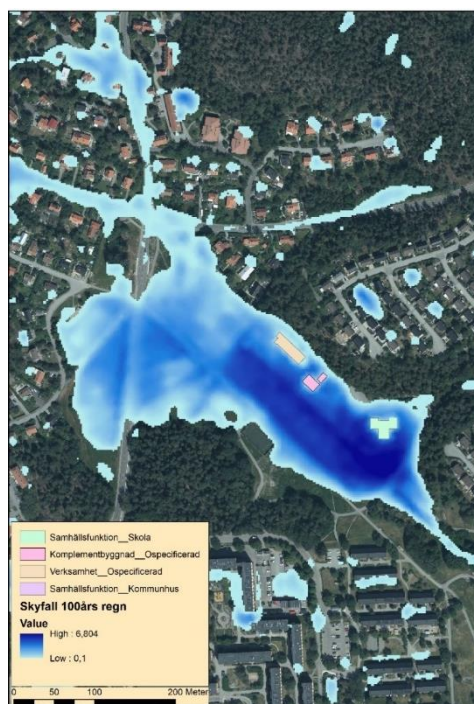 Samhällsfunktion__Skola
Komplementbyggnad__Ospecificerad
Verksamhet__Ospecificerad
Samhällsfunktion__Kommunhus
Skyfall 100års regn
Value
High : 6,804
Low : 0,1
0 50 100 200 Meter